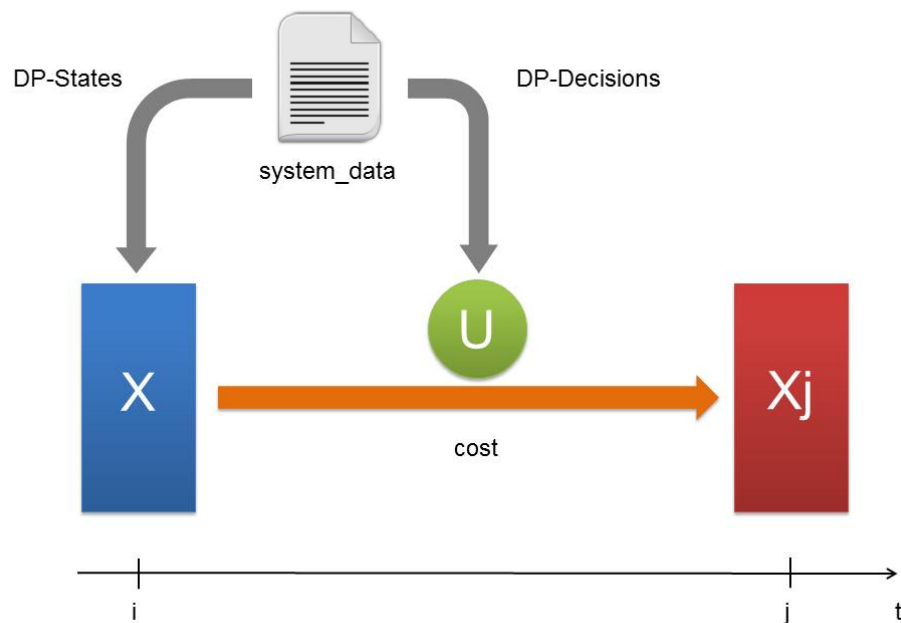 DP-States
DP-Decisions
system_data
X
U
Xj
cost
i
j
t